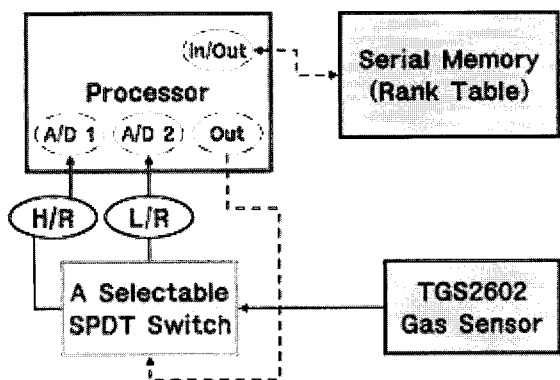 In/Out
Serial Memory
(Rank Table)
Processor
A/D 1
A/D 2
Out
H/R
L/R
A Selectable
SPDT Switch
TGS2602
Gas Sensor